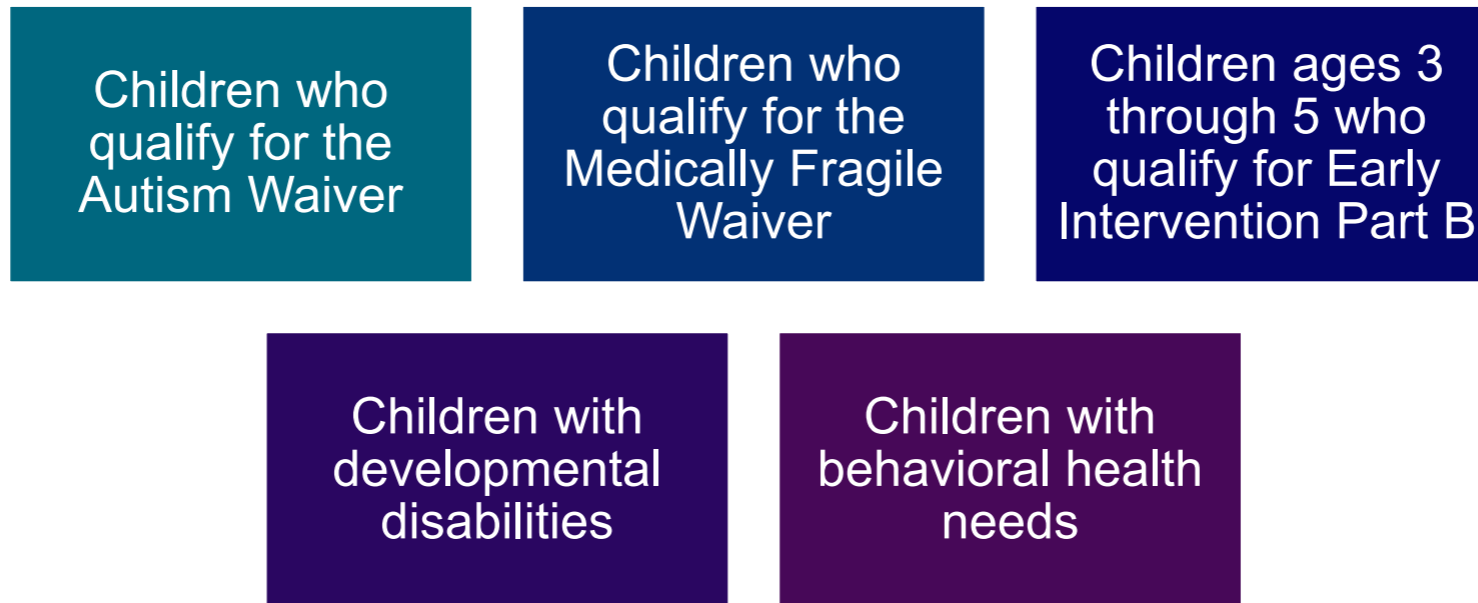 Children who
qualify for the
Autism Waiver
Children who
qualify for the
Medically Fragile
Waiver
Children ages 3
through 5 who
qualify for Early
Intervention Part B
Children with
developmental
disabilities
Children with
behavioral health
needs